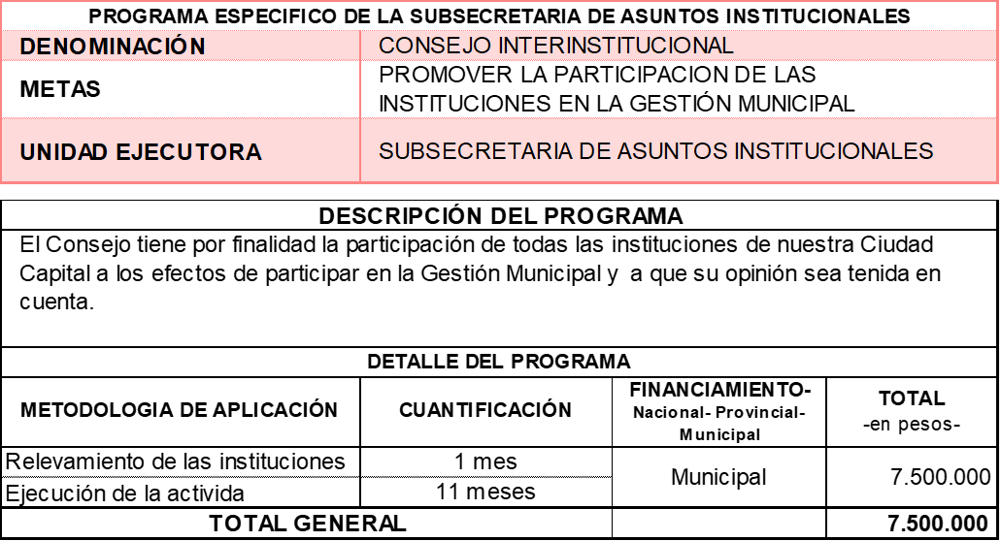 PROGRAMA ESPECIFICO DE LA SUBSECRETARIA DE ASUNTOS INSTITUCIONALES
DENOMINACIÓN CONSEJO INTERINSTITUCIONAL
METAS PROMOVER LA PARTICIPACION DE LAS
INSTITUCIONES EN LA GESTIÓN MUNICIPAL
UNIDAD EJECUTORA SUBSECRETARIA DE ASUNTOS INSTITUCIONALES
DESCRIPCIÓN DEL PROGRAMA
El Consejo tiene por finalidad la participación de todas las instituciones de nuestra Ciudad
Capital a los efectos de participar en la Gestión Municipal y a que su opinión sea tenida en
cuenta.
DETALLE DEL PROGRAMA
METODOLOGIA DE APLICACIÓN CUANTIFICACIÓN FINANCIAMIENTO-
Nacional- Provincial-
Municipal
TOTAL
-en pesos-
Relevamiento de las instituciones 1 mes
Ejecución de la activida 11 meses
Municipal 7.500.000
TOTAL GENERAL 7.500.000